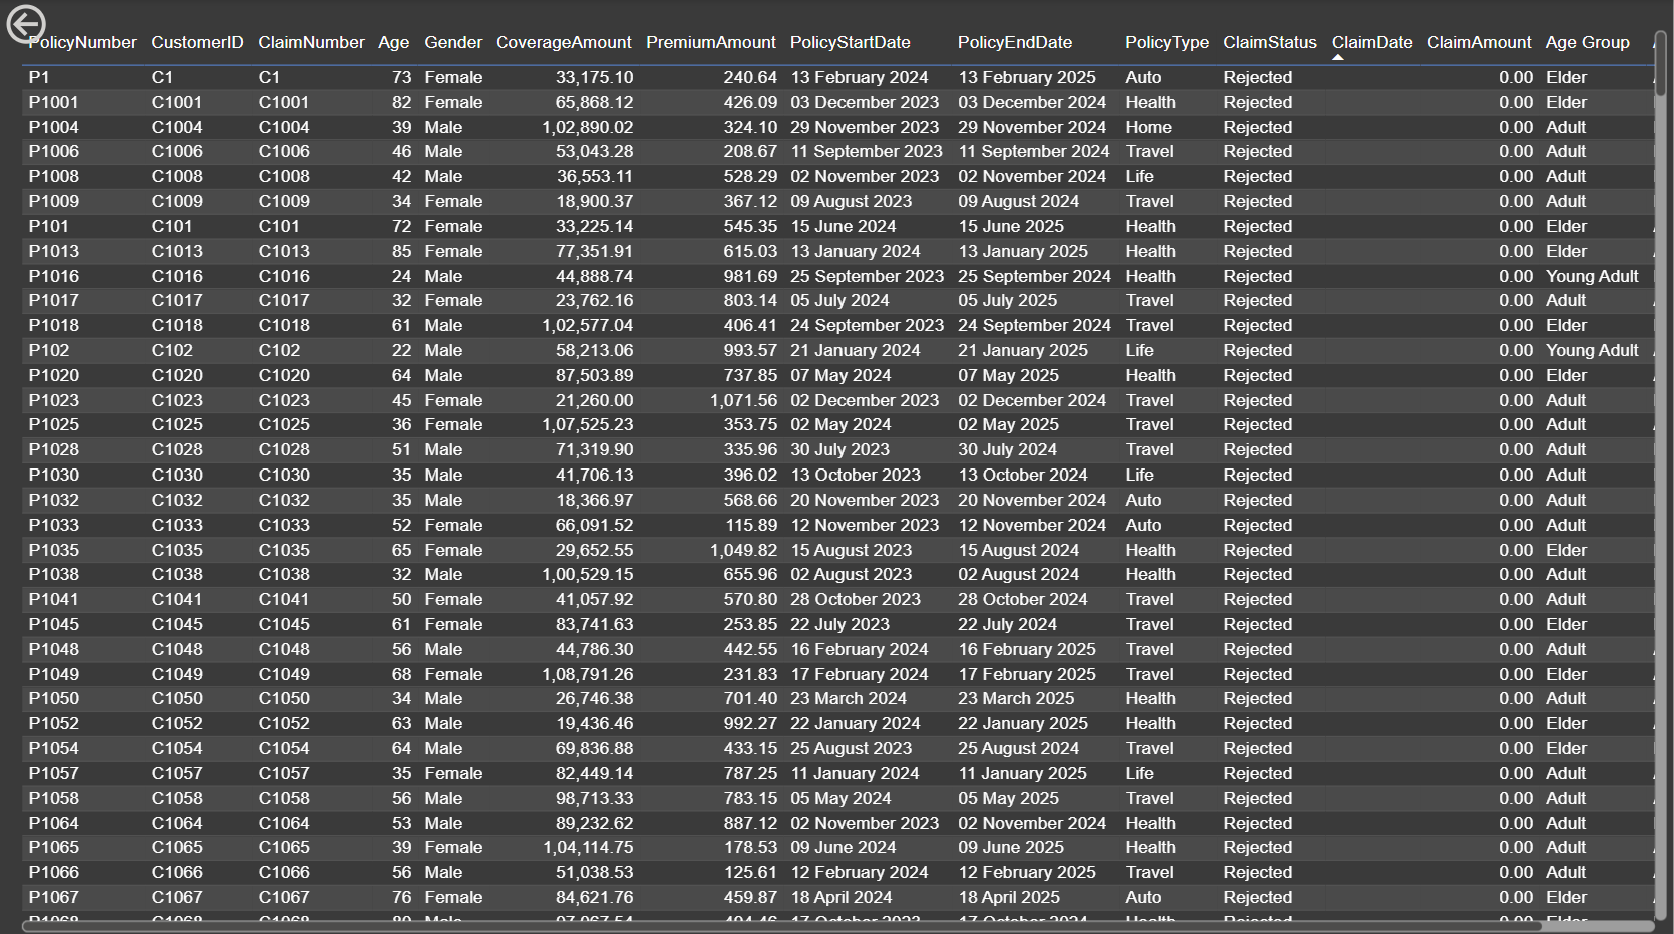 PolicyNumber CustomerID ClaimNumber Age Gender CoverageAmount PremiumAmount PolicyStartDate PolicyEndDate PolicyType ClaimStatus ClaimDate ClaimAmount Age Group
P1 C1 C1 73 Female 33,175.10 240.64 13 February 2024 13 February 2025 Auto Rejected 0.00 Elder
P1001 C1001 C1001 82 Female 65,868.12 426.09 03 December 2023 03 December 2024 Health Rejected 0.00 Elder
P1004 C1004 C1004 39 Male 1,02,890.02 324.10 29 November 2023 29 November 2024 Home Rejected 0.00 Adult
P1006 C1006 C1006 46 Male 53,043.28 208.67 11 September 2023 11 September 2024 Travel Rejected 0.00 Adult
P1008 C1008 C1008 42 Male 36,553.11 528.29 02 November 2023 02 November 2024 Life Rejected 0.00 Adult
P1009 C1009 C1009 34 Female 18,900.37 367.12 09 August 2023 09 August 2024 Travel Rejected 0.00 Adult
P101 C101 C101 72 Female 33,225.14 545.35 15 June 2024 15 June 2025 Health Rejected 0.00 Elder
P1013 C1013 C1013 85 Female 77,351.91 615.03 13 January 2024 13 January 2025 Health Rejected 0.00 Elder
P1016 C1016 C1016 24 Male 44,888.74 981.69 25 September 2023 25 September 2024 Health Rejected 0.00 Young Adult
P1017 C1017 C1017 32 Female 23,762.16 803.14 05 July 2024 05 July 2025 Travel Rejected 0.00 Adult
P1018 C1018 C1018 61 Male 1,02,577.04 406.41 24 September 2023 24 September 2024 Travel Rejected 0.00 Elder
P102 C102 C102 22 Male 58,213.06 993.57 21 January 2024 21 January 2025 Life Rejected 0.00 Young Adult
P1020 C1020 C1020 64 Male 87,503.89 737.85 07 May 2024 07 May 2025 Health Rejected 0.00 Elder
P1023 C1023 C1023 45 Female 21,260.00 1,071.56 02 December 2023 02 December 2024 Travel Rejected 0.00 Adult
P1025 C1025 C1025 36 Female 1,07,525.23 353.75 02 May 2024 02 May 2025 Travel Rejected 0.00 Adult
P1028 C1028 C1028 51 Male 71,319.90 335.96 30 July 2023 30 July 2024 Travel Rejected 0.00 Adult
P1030 C1030 C1030 35 Male 41,706.13 396.02 13 October 2023 13 October 2024 Life Rejected 0.00 Adult
P1032 C1032 C1032 35 Male 18,366.97 568.66 20 November 2023 20 November 2024 Auto Rejected 0.00 Adult
P1033 C1033 C1033 52 Female 66,091.52 115.89 12 November 2023 12 November 2024 Auto Rejected 0.00 Adult
P1035 C1035 C1035 65 Female 29,652.55 1,049.82 15 August 2023 15 August 2024 Health Rejected 0.00 Elder
P1038 C1038 C1038 32 Male 1,00,529.15 655.96 02 August 2023 02 August 2024 Health Rejected 0.00 Adult
P1041 C1041 C1041 50 Female 41,057.92 570.80 28 October 2023 28 October 2024 Travel Rejected 0.00 Adult
P1045 C1045 C1045 61 Female 83,741.63 253.85 22 July 2023 22 July 2024 Travel Rejected 0.00 Elder
P1048 C1048 C1048 56 Male 44,786.30 442.55 16 February 2024 16 February 2025 Travel Rejected 0.00 Adult
P1049 C1049 C1049 68 Female 1,08,791.26 231.83 17 February 2024 17 February 2025 Travel Rejected 0.00 Elder
P1050 C1050 C1050 34 Male 26,746.38 701.40 23 March 2024 23 March 2025 Health Rejected 0.00 Adult
P1052 C1052 C1052 63 Male 19,436.46 992.27 22 January 2024 22 January 2025 Health Rejected 0.00 Elder
P1054 C1054 C1054 64 Male 69,836.88 433.15 25 August 2023 25 August 2024 Travel Rejected 0.00 Elder
P1057 C1057 C1057 35 Female 82,449.14 787.25 11 January 2024 11 January 2025 Life Rejected 0.00 Adult
P1058 C1058 C1058 56 Male 98,713.33 783.15 05 May 2024 05 May 2025 Travel Rejected 0.00 Adult
P1064 C1064 C1064 53 Male 89,232.62 887.12 02 November 2023 02 November 2024 Health Rejected 0.00 Adult
P1065 C1065 C1065 39 Female 1,04,114.75 178.53 09 June 2024 09 June 2025 Health Rejected 0.00 Adult
P1066 C1066 C1066 56 Male 51,038.53 125.61 12 February 2024 12 February 2025 Travel Rejected 0.00 Adult
P1067 C1067 C1067 76 Female 84,621.76 459.87 18 April 2024 18 April 2025 Auto Rejected 0.00 Elder